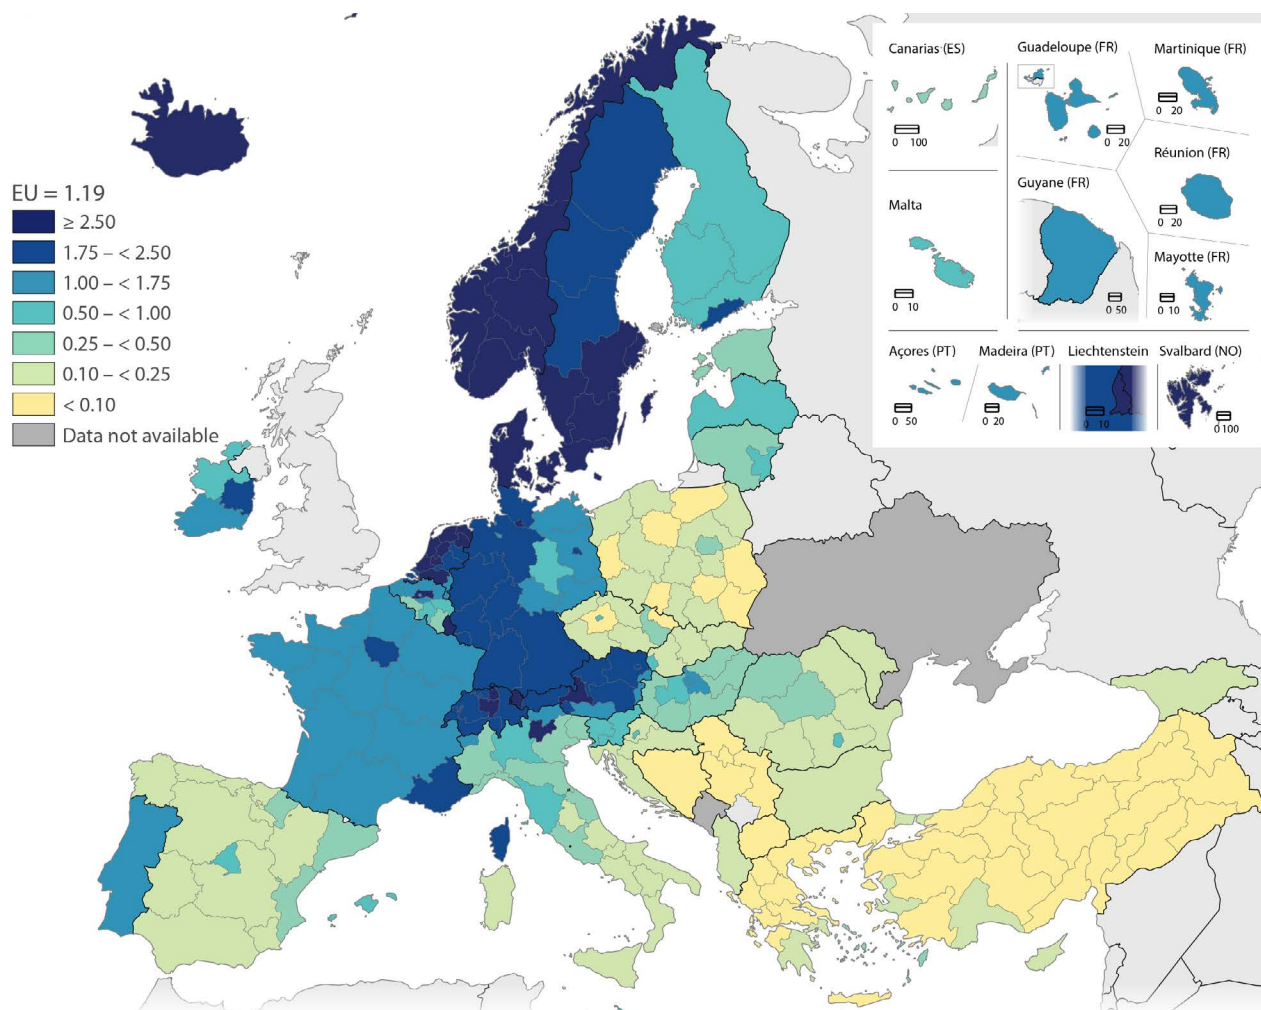 EU = 1.19
≥ 2.50
1.75 – < 2.50
1.00 – < 1.75
0.50 – < 1.00
0.25 – < 0.50
0.10 – < 0.25
< 0.10
Data not available
Canarias (ES)
0 100
Guadeloupe (FR)
0 20
Martinique (FR)
0 20
Réunion (FR)
0 20
Malta
0 10
Guyane (FR)
0 50
Mayotte (FR)
0 10
Açores (PT)
0 50
Madeira (PT)
0 20
Liechtenstein
0 10
Svalbard (NO)
0 100